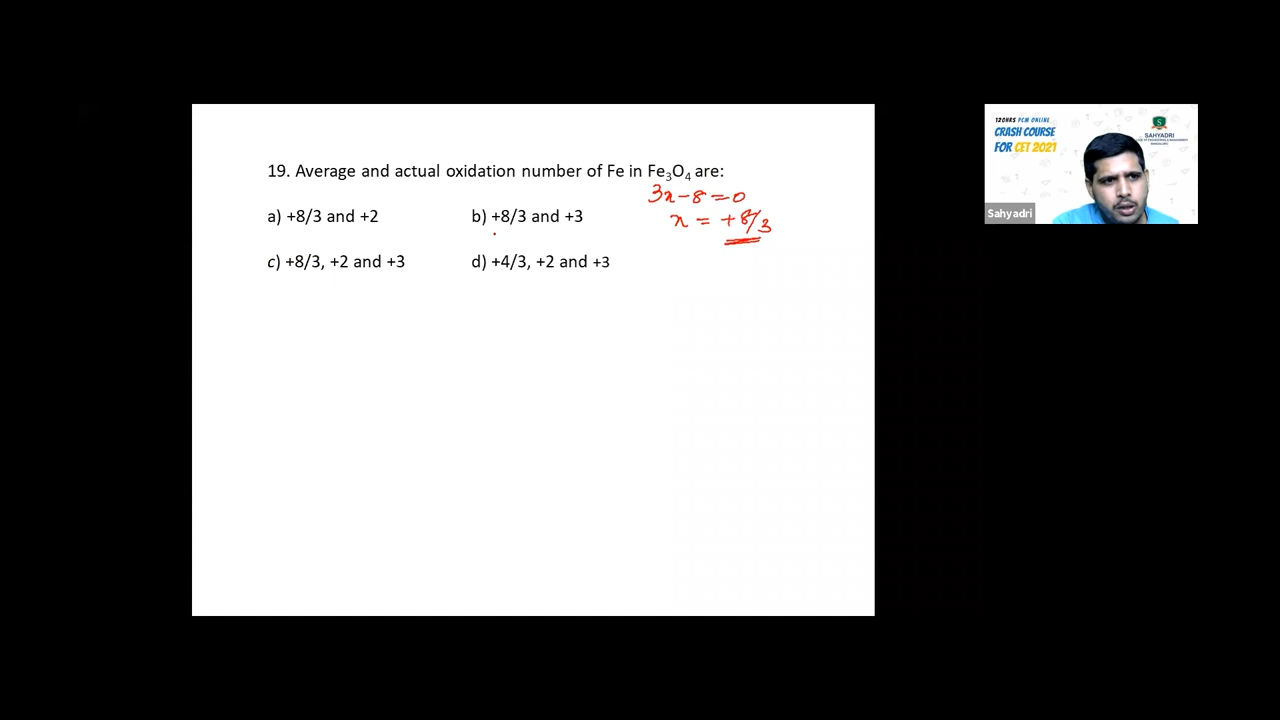 19. Average and actual oxidation number of Fe in Fe₃O₄ are:
3x-8=0
a) +8/3 and +2 b) +8/3 and +3
x = +8/3
c) +8/3, +2 and +3 d) +4/3, +2 and +3
120HRS PCM ONLINE
CRASH COURSE
FOR CET 2021
SAHYADRI
Sahyadri